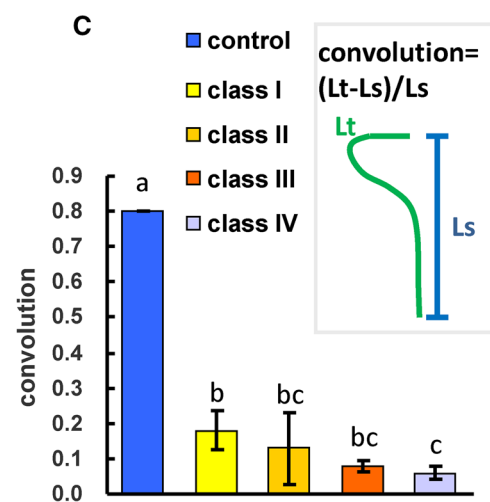 C
control
class I
class II
class III
class IV
convolution=
(Lt-Ls)/Ls
Lt
Ls
convolution
0.9
0.8
0.7
0.6
0.5
0.4
0.3
0.2
0.1
0.0
a
b
bc
bc
c